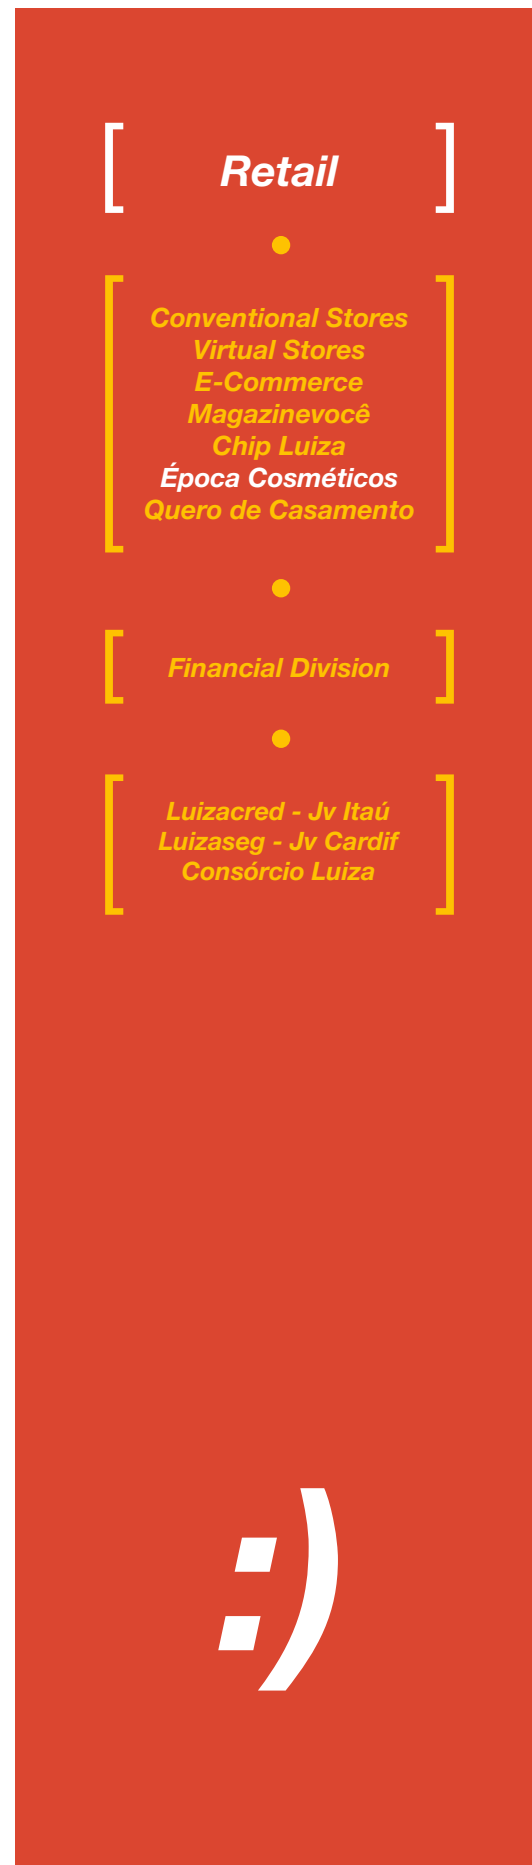 Retail
Conventional Stores
Virtual Stores
E-Commerce
Magazinevocê
Chip Luiza
Época Cosméticos
Quero de Casamento
Financial Division
Luizacred - Jv Itaú
Luizaseg - Jv Cardif
Consórcio Luiza
:)